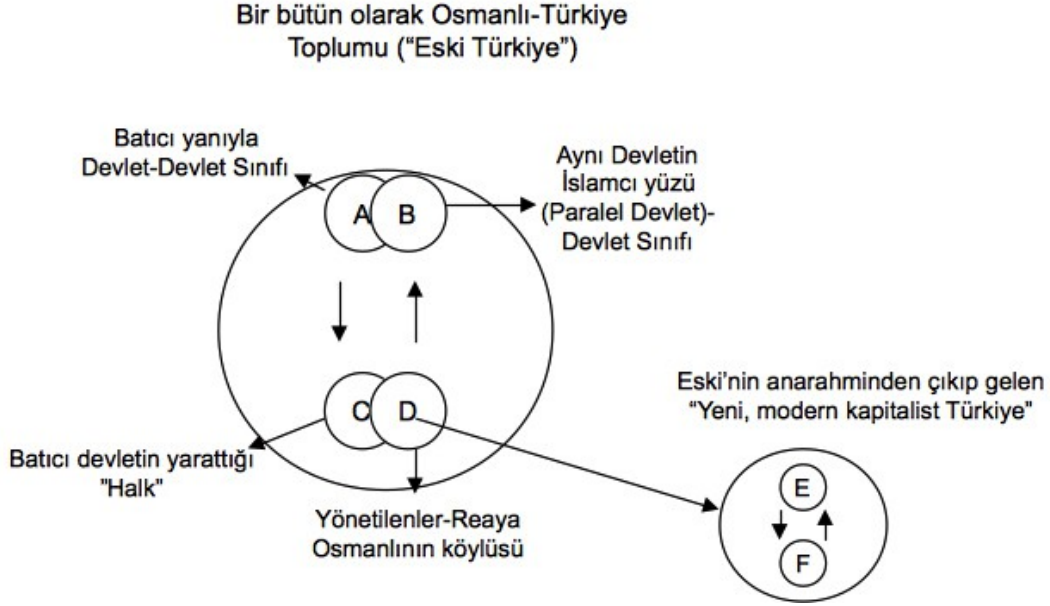 Bir bütün olarak Osmanlı-Türkiye
Toplumu (“Eski Türkiye”)
Batıcı yanıyla
Devlet-Devlet Sınıfı
Aynı Devletin
İslamcı yüzü
(Paralel Devlet)-
Devlet Sınıfı
A
B
C
D
Eski’nin anarahminden çıkıp gelen
“Yeni, modern kapitalist Türkiye"
Batıcı devletin yarattığı
"Halk"
Yönetilenler-Reaya
Osmanlının köylüsü
E
F